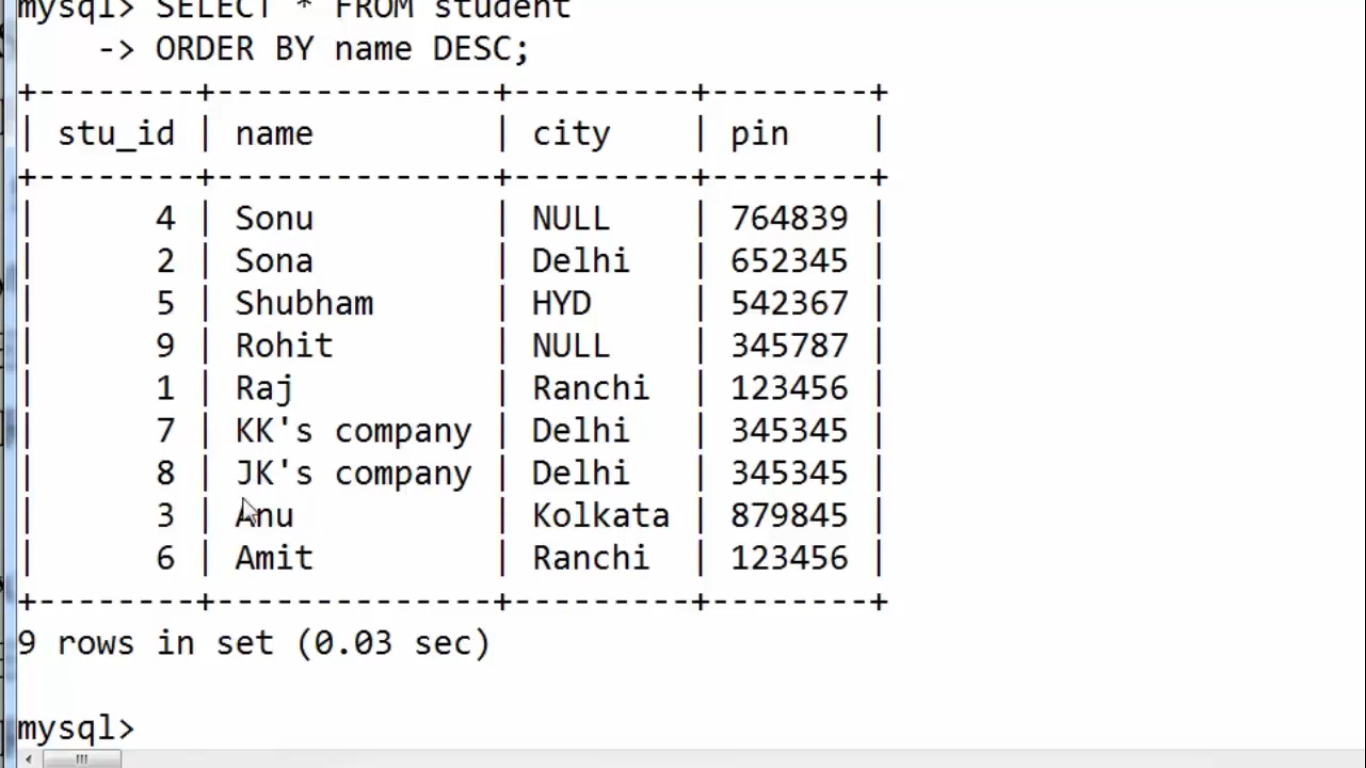 mysql> SELECT * FROM student
    -> ORDER BY name DESC;
+--------+--------------+---------+--------+
| stu_id | name         | city    | pin    |
+--------+--------------+---------+--------+
|      4 | Sonu         | NULL    | 764839 |
|      2 | Sona         | Delhi   | 652345 |
|      5 | Shubham      | HYD     | 542367 |
|      9 | Rohit        | NULL    | 345787 |
|      1 | Raj          | Ranchi  | 123456 |
|      7 | KK's company | Delhi   | 345345 |
|      8 | JK's company | Delhi   | 345345 |
|      3 | Anu          | Kolkata | 879845 |
|      6 | Amit         | Ranchi  | 123456 |
+--------+--------------+---------+--------+
9 rows in set (0.03 sec)
mysql>